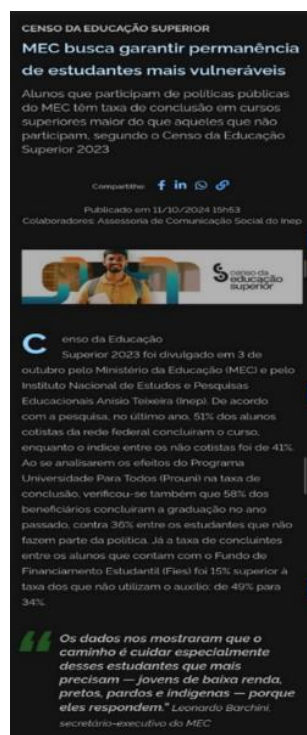 CENSO DA EDUCAÇÃO SUPERIOR
MEC busca garantir permanência
de estudantes mais vulneráveis
Alunos que participam de políticas públicas
do MEC têm taxa de conclusão em cursos
superiores maior do que aqueles que não
participam, segundo o Censo da Educação
Superior 2023
Compartilhe:
Publicado em 11/10/2024 15h53
Colaboradores: Assessoria de Comunicação Social do Inep
censo da
educação
superior
Censo da Educação
Superior 2023 foi divulgado em 3 de
outubro pelo Ministério da Educação (MEC) e pelo
Instituto Nacional de Estudos e Pesquisas
Educacionais Anísio Teixeira (Inep). De acordo
com a pesquisa, no último ano, 51% dos alunos
cotistas da rede federal concluíram o curso,
enquanto o índice entre os não cotistas foi de 41%.
Ao se analisarem os efeitos do Programa
Universidade Para Todos (Prouni) na taxa de
conclusão, verificou-se também que 58% dos
beneficiários concluíram a graduação no ano
passado, contra 36% entre os estudantes que não
fazem parte da política. Já a taxa de concluintes
entre os alunos que contam com o Fundo de
Financiamento Estudantil (Fies) foi 15% superior à
taxa dos que não utilizam o auxílio: de 49% para
34%.
Os dados nos mostraram que o
caminho é cuidar especialmente
desses estudantes que mais
precisam — jovens de baixa renda,
pretos, pardos e indígenas — porque
eles respondem." Leonardo Barchini,
secretário-executivo do MEC